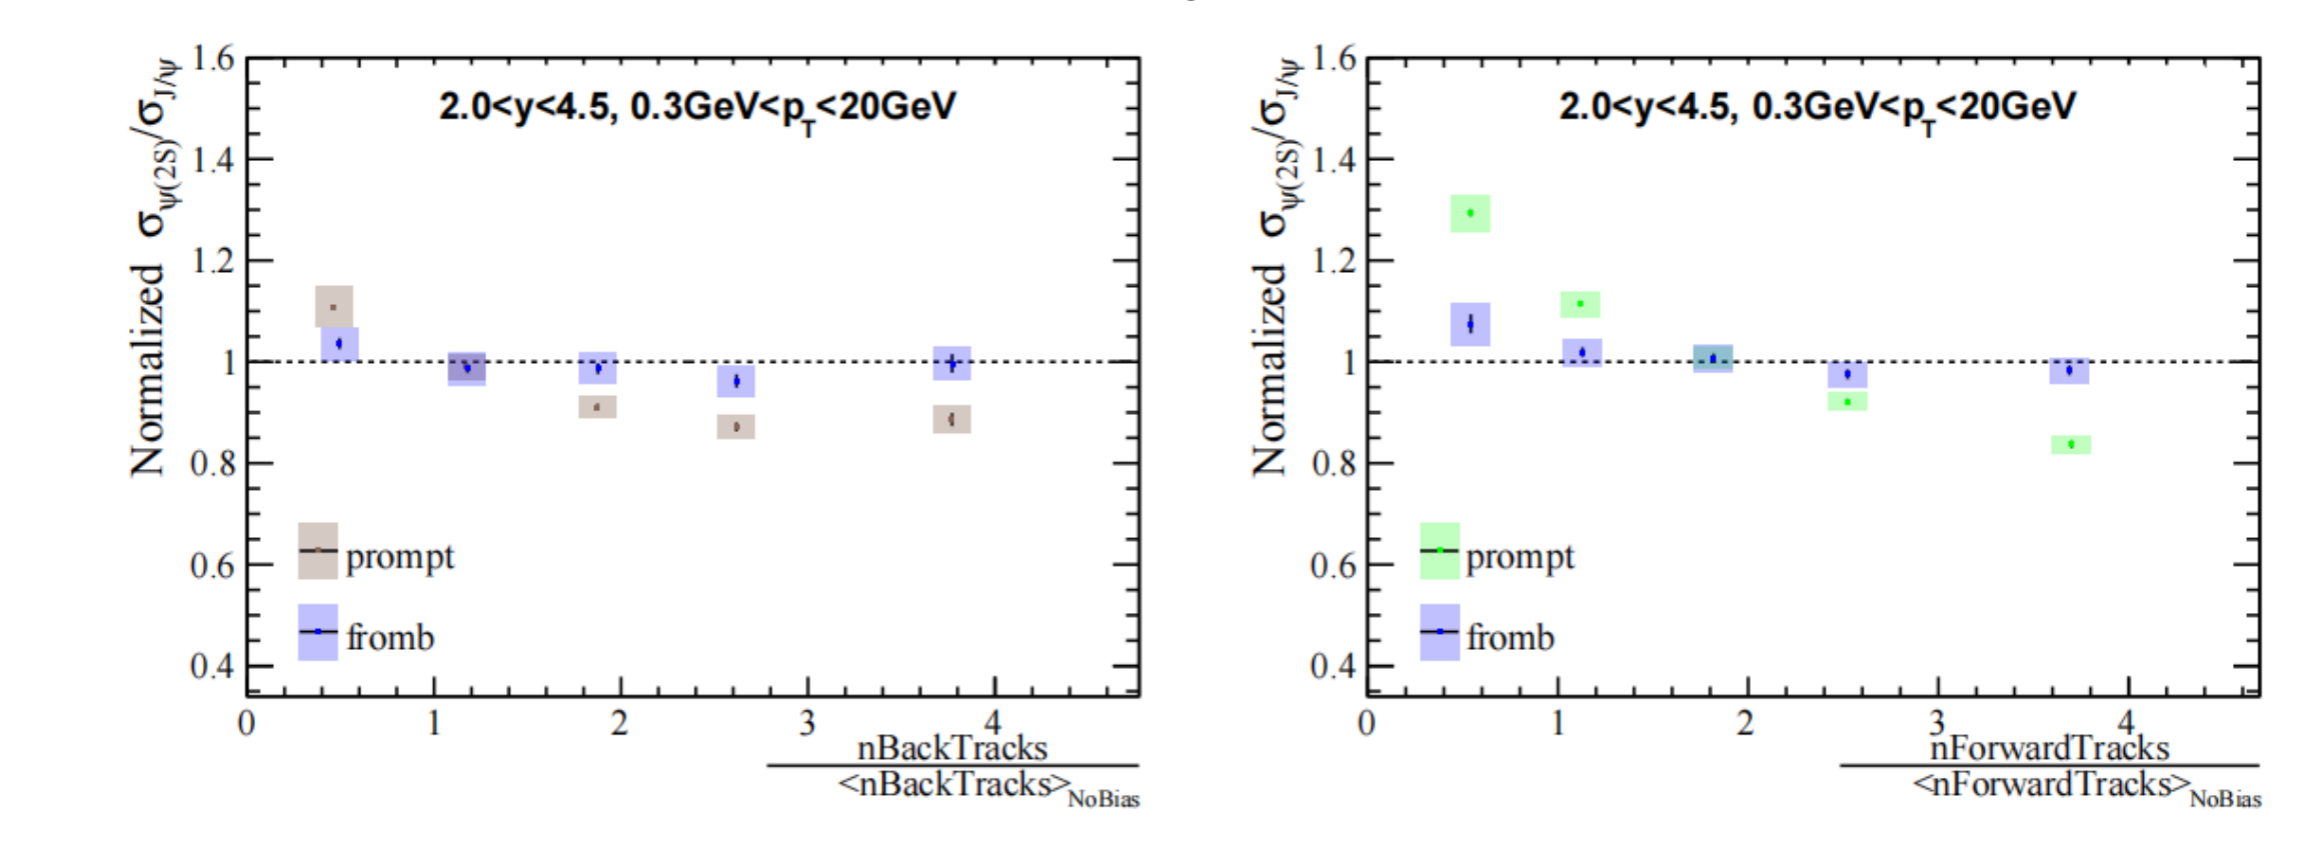 Normalized σψ(2S)/σJ/ψ
1.6
1.4
1.2
1
0.8
0.6
0.4
2.0<y<4.5, 0.3GeV<pT<20GeV
prompt
fromb
0 1 2 3 4
nBackTracks
<nBackTracks>NoBias
Normalized σψ(2S)/σJ/ψ
1.6
1.4
1.2
1
0.8
0.6
0.4
2.0<y<4.5, 0.3GeV<pT<20GeV
prompt
fromb
0 1 2 3 4
nForwardTracks
<nForwardTracks>NoBias